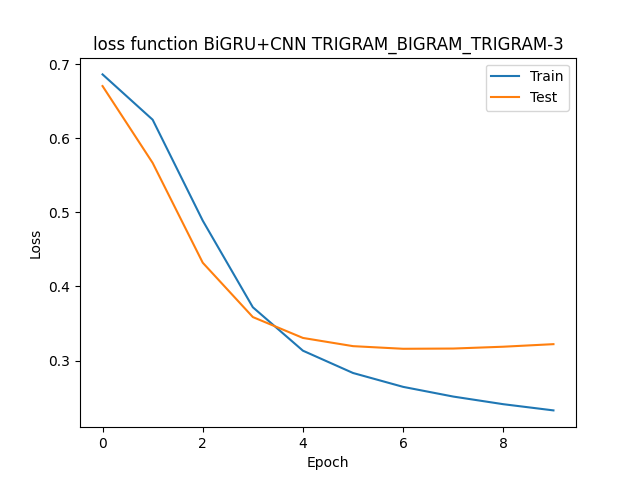 loss function BiGRU+CNN TRIGRAM_BIGRAM_TRIGRAM-3
Train
Test
0.7
0.6
0.5
0.4
0.3
Loss
0
2
4
6
8
Epoch